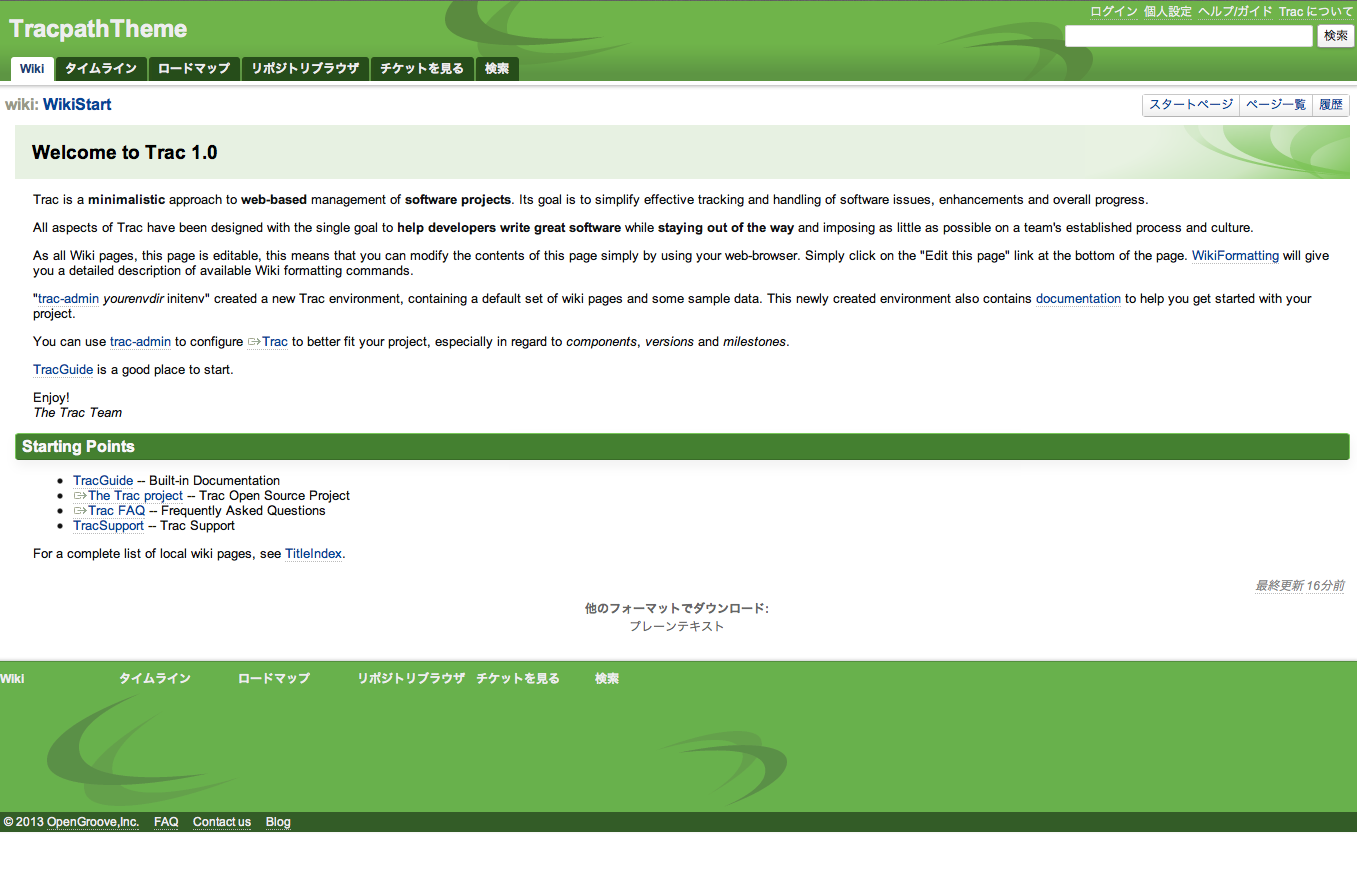 ログイン 個人設定 ヘルプ/ガイド Trac について
TracpathTheme
検索
Wiki タイムライン ロードマップ リポジトリブラウザ チケットを見る 検索
wiki: WikiStart
スタートページ ページ一覧 履歴
Welcome to Trac 1.0
Trac is a minimalistic approach to web-based management of software projects. Its goal is to simplify effective tracking and handling of software issues, enhancements and overall progress.
All aspects of Trac have been designed with the single goal to help developers write great software while staying out of the way and imposing as little as possible on a team's established process and culture.
As all Wiki pages, this page is editable, this means that you can modify the contents of this page simply by using your web-browser. Simply click on the "Edit this page" link at the bottom of the page. WikiFormatting will give
you a detailed description of available Wiki formatting commands.
"trac-admin yourenvdir initenv" created a new Trac environment, containing a default set of wiki pages and some sample data. This newly created environment also contains documentation to help you get started with your
project.
You can use trac-admin to configure Trac to better fit your project, especially in regard to components, versions and milestones.
TracGuide is a good place to start.
Enjoy!
The Trac Team
Starting Points
• TracGuide -- Built-in Documentation
• The Trac project -- Trac Open Source Project
• Trac FAQ -- Frequently Asked Questions
• TracSupport -- Trac Support
For a complete list of local wiki pages, see TitleIndex.
最終更新 16分前
他のフォーマットでダウンロード:
プレーンテキスト
Wiki タイムライン ロードマップ リポジトリブラウザ チケットを見る 検索
© 2013 OpenGroove,Inc. FAQ Contact us Blog